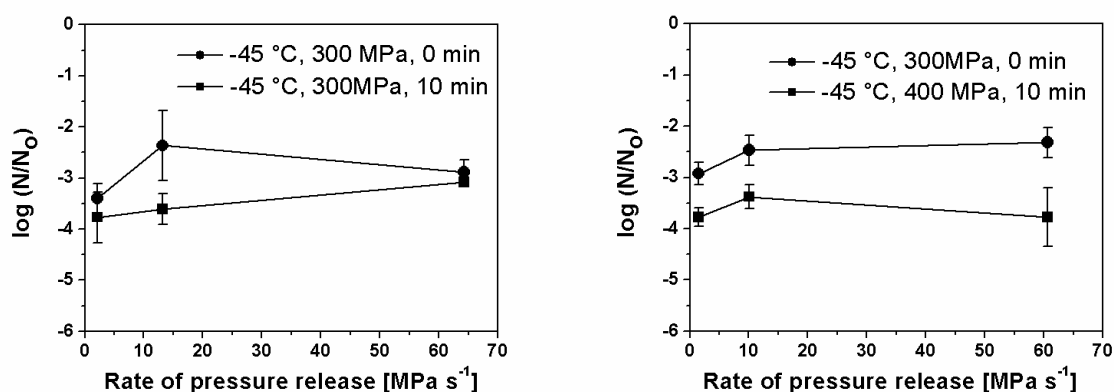 0
-45 °C, 300 MPa, 0 min
-45 °C, 300MPa, 10 min
-1
-2
-3
-4
-5
-6
log (N/N₀)
0 10 20 30 40 50 60 70
Rate of pressure release [MPa s⁻¹]
0
-45 °C, 300MPa, 0 min
-45 °C, 400 MPa, 10 min
-1
-2
-3
-4
-5
-6
log (N/N₀)
0 10 20 30 40 50 60 70
Rate of pressure release [MPa s⁻¹]